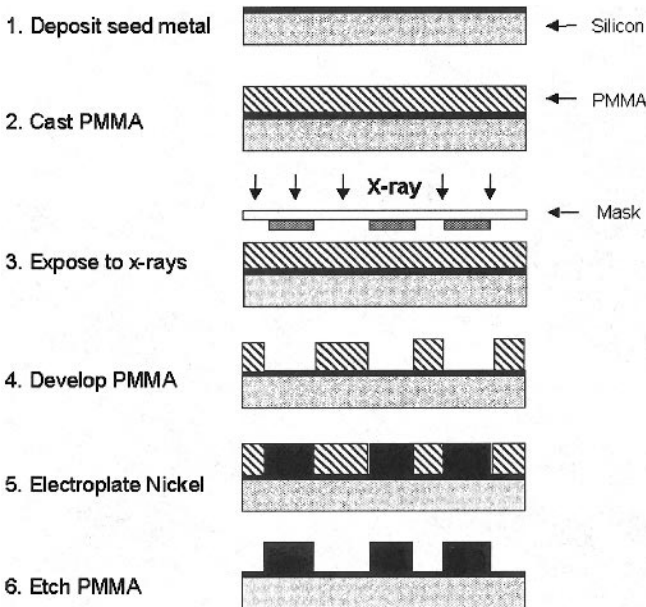 1. Deposit seed metal
Silicon
PMMA
2. Cast PMMA
X-ray
Mask
3. Expose to x-rays
4. Develop PMMA
5. Electroplate Nickel
6. Etch PMMA